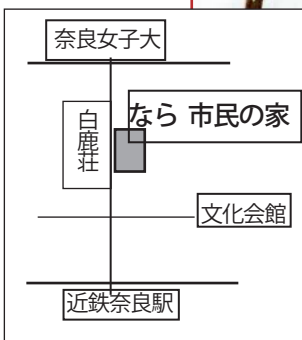 奈良女子大
なら 市民の家
白鹿荘
文化会館
近鉄奈良駅